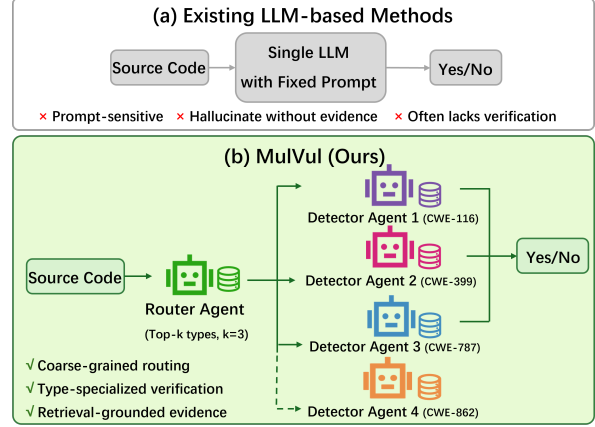 (a) Existing LLM-based Methods
Source Code
Single LLM
with Fixed Prompt
Yes/No
× Prompt-sensitive × Hallucinate without evidence × Often lacks verification
(b) MulVul (Ours)
Source Code
Router Agent
(Top-k types, k=3)
Detector Agent 1 (CWE-116)
Detector Agent 2 (CWE-399)
Detector Agent 3 (CWE-787)
Detector Agent 4 (CWE-862)
Yes/No
√ Coarse-grained routing
√ Type-specialized verification
√ Retrieval-grounded evidence